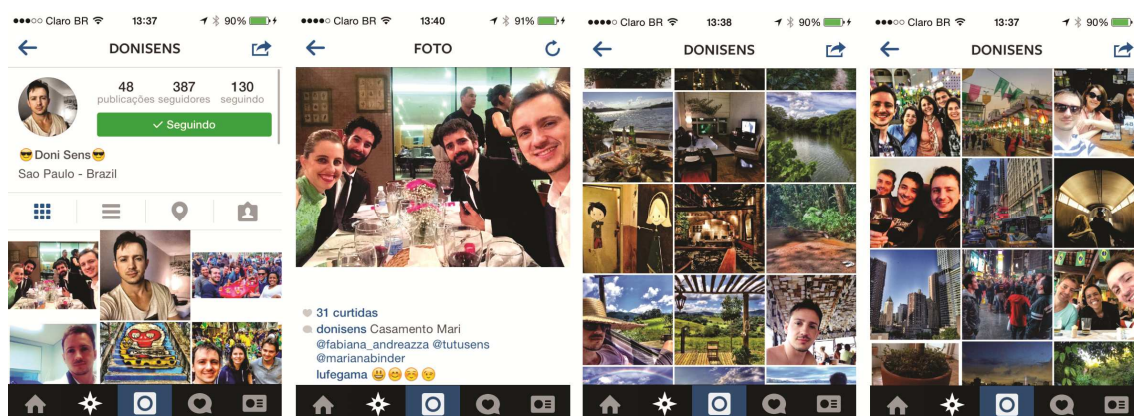 Claro BR 13:37 90%
DONISENS
48 387 130
publicações seguidores seguindo
Seguindo
Doni Sens
Sao Paulo - Brazil
Claro BR 13:40 91%
FOTO
31 curtidas
donisens Casamento Mari
@fabiana_andreazza @tutusens
@marianabinder
lufegama
Claro BR 13:38 90%
DONISENS
Claro BR 13:37 90%
DONISENS